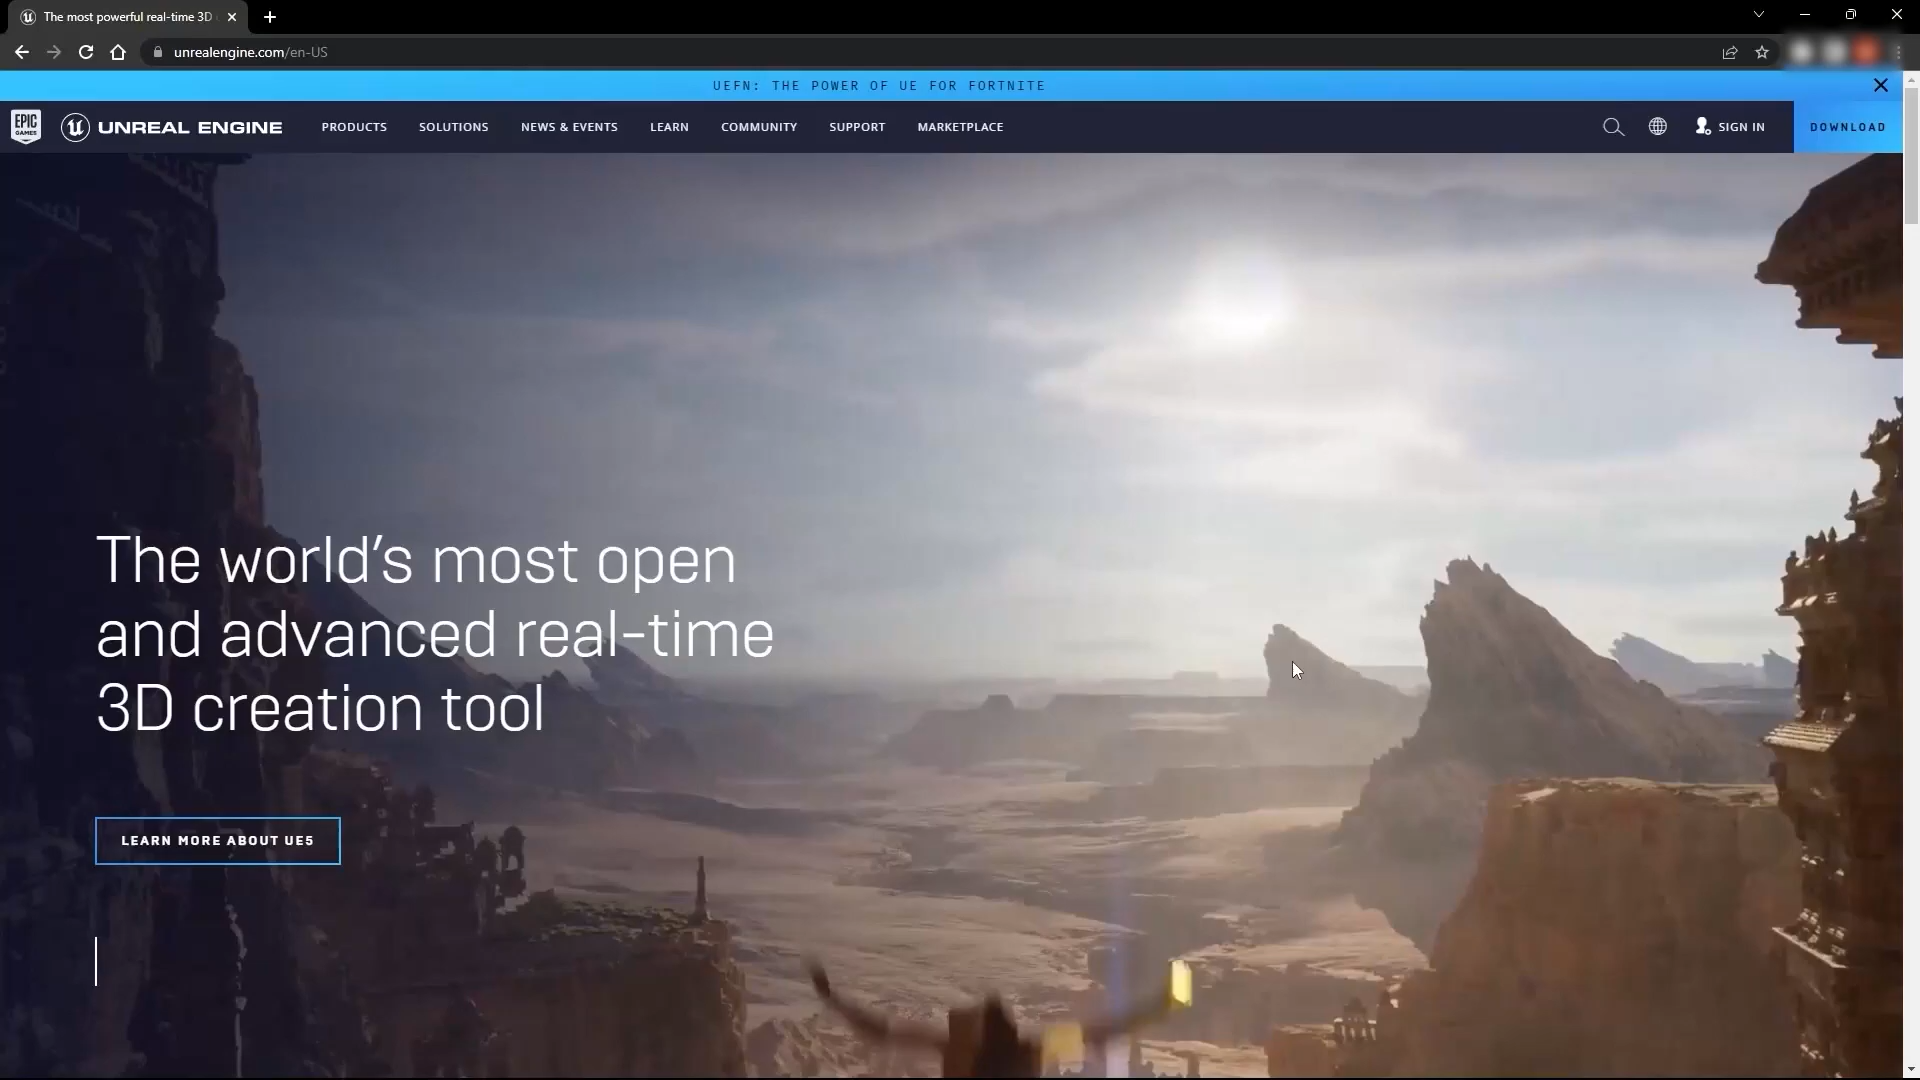 The most powerful real-time 3D
unrealengine.com/en-US
UEFN: THE POWER OF UE FOR FORTNITE
EPIC GAMES
UNREAL ENGINE
PRODUCTS
SOLUTIONS
NEWS & EVENTS
LEARN
COMMUNITY
SUPPORT
MARKETPLACE
SIGN IN
DOWNLOAD
The world's most open
and advanced real-time
3D creation tool
LEARN MORE ABOUT UE5